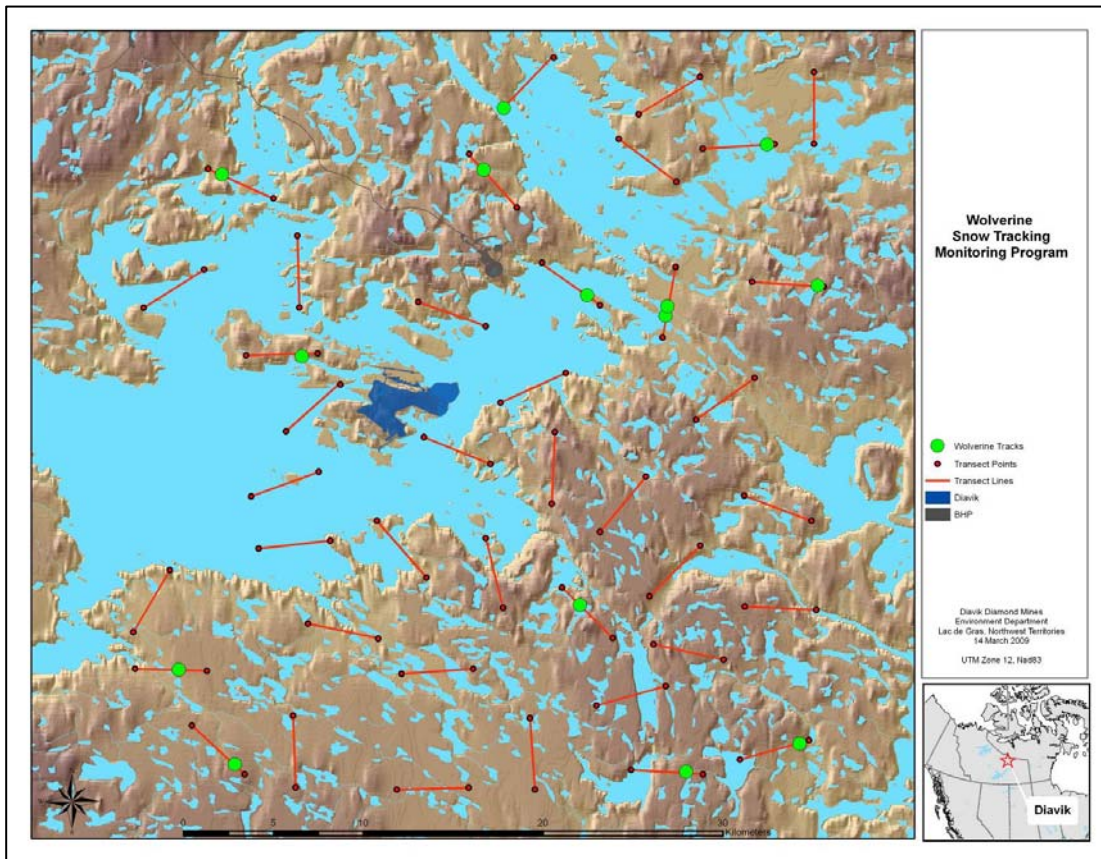 Wolverine
Snow Tracking
Monitoring Program
Wolverine Tracks
Transect Points
Transect Lines
Diavik
BHP
Diavik Diamond Mines
Environment Department
Lac de Gras, Northwest Territories
14 March 2009
UTM Zone 12, Nad83
0 5 10 20 30
Kilometers
Diavik